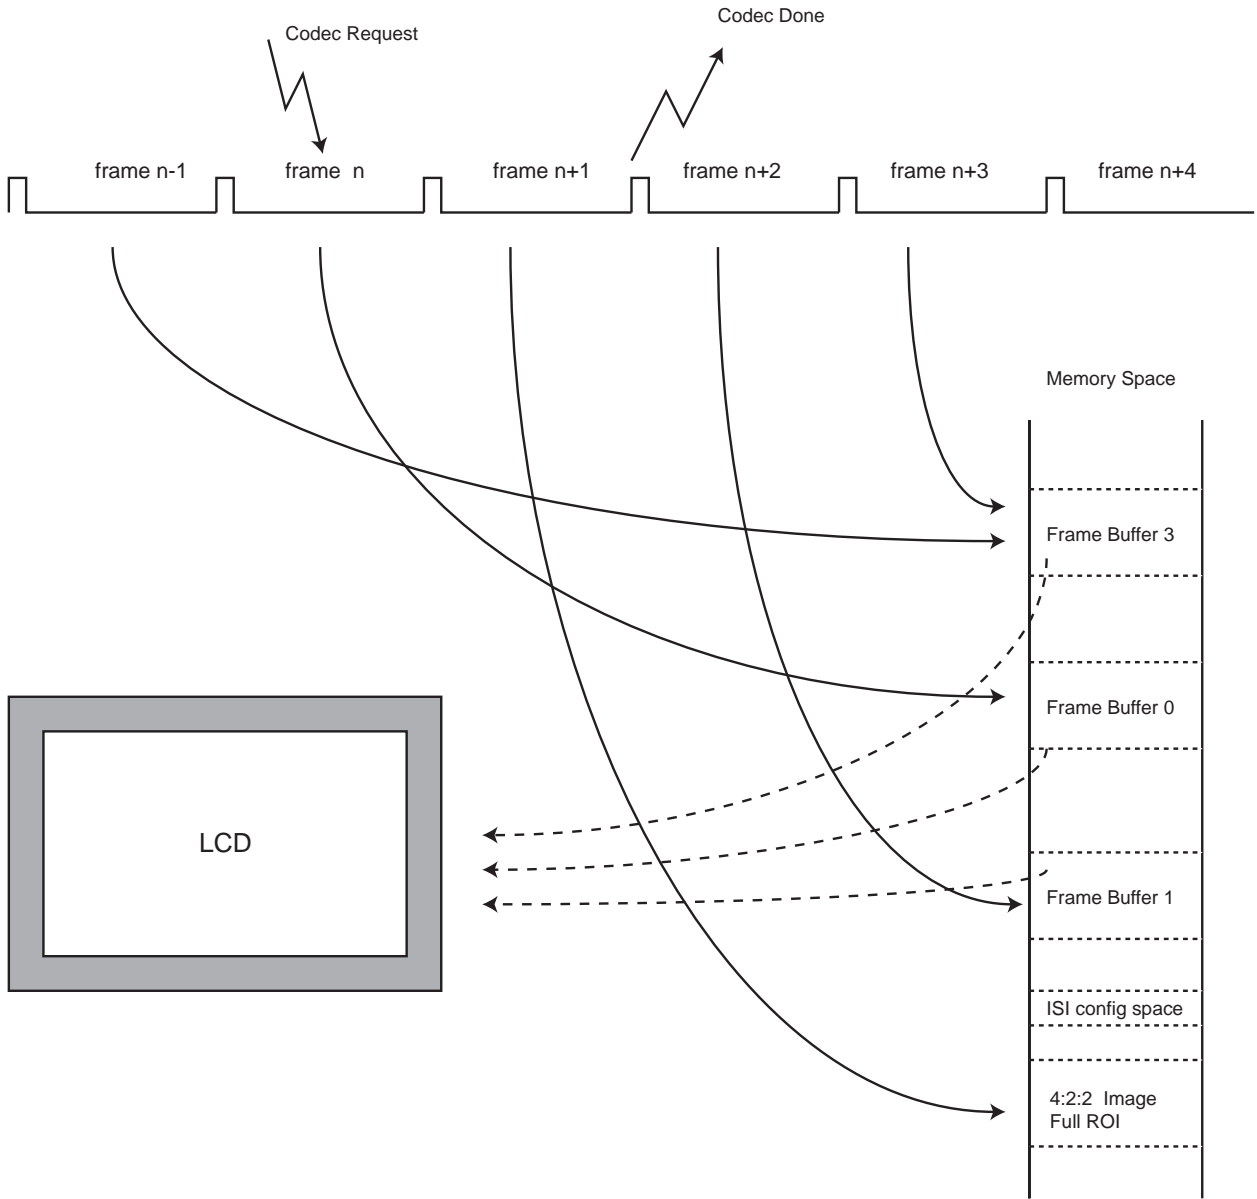 Codec Done
Codec Request
frame n-1
frame n
frame n+1
frame n+2
frame n+3
frame n+4
Memory Space
Frame Buffer 3
Frame Buffer 0
LCD
Frame Buffer 1
ISI config space
4:2:2 Image
Full ROI